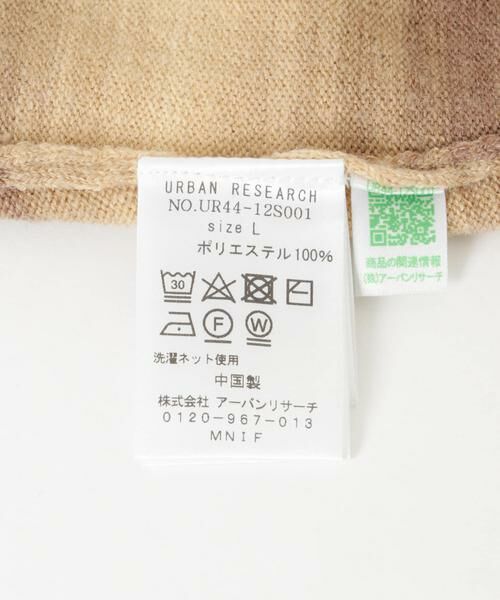 URBAN RESEARCH
NO.UR44-12S001
size L
ポリエステル100%
30
F
W
洗濯ネット使用
中国製
株式会社 アーバンリサーチ
0120-967-013
MNIF
UR44-12S001
商品の関連情報
(株)アーバンリサーチ